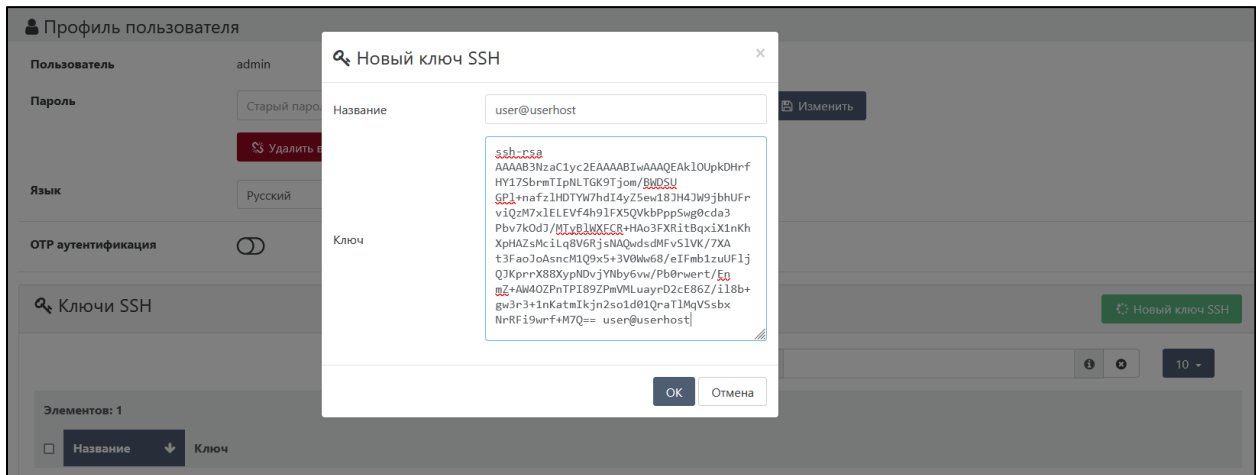 Профиль пользователя
Пользователь admin
Пароль Старый паро Изменить
Удалить в
Язык Русский
OTP аутентификация
Ключи SSH Новый ключ SSH
10
Элементов: 1
Название Ключ
Новый ключ SSH ×
Название user@userhost
Ключ
ssh-rsa
AAAAB3NzaC1yc2EAAAABIwAAAQEAklOUpkDHrf
HY17SbrmTIpNLTGK9Tjom/BWDSU
GPl+nafzlHDTYW7hdI4yZ5ew18JH4JW9jbhUFr
viQzM7xlELEVf4h9lFX5QVkbPppSwg0cda3
Pbv7kOdJ/MTyBlWXFCR+HAo3FXRitBqxiX1nKh
XpHAZsMciLq8V6RjsNAQwdsdMFvSlVK/7XA
t3FaoJoAsncM1Q9x5+3V0Ww68/eIFmb1zuUFlj
QJKprrX88XypNDvjYNby6vw/Pb0rwert/En
mZ+AW4OZPnTPI89ZPmVMLuayrD2cE86Z/il8b+
gw3r3+1nKatmIkjn2so1d01QraTlMqVSsbx
NrRFi9wrf+M7Q== user@userhost
ОК Отмена